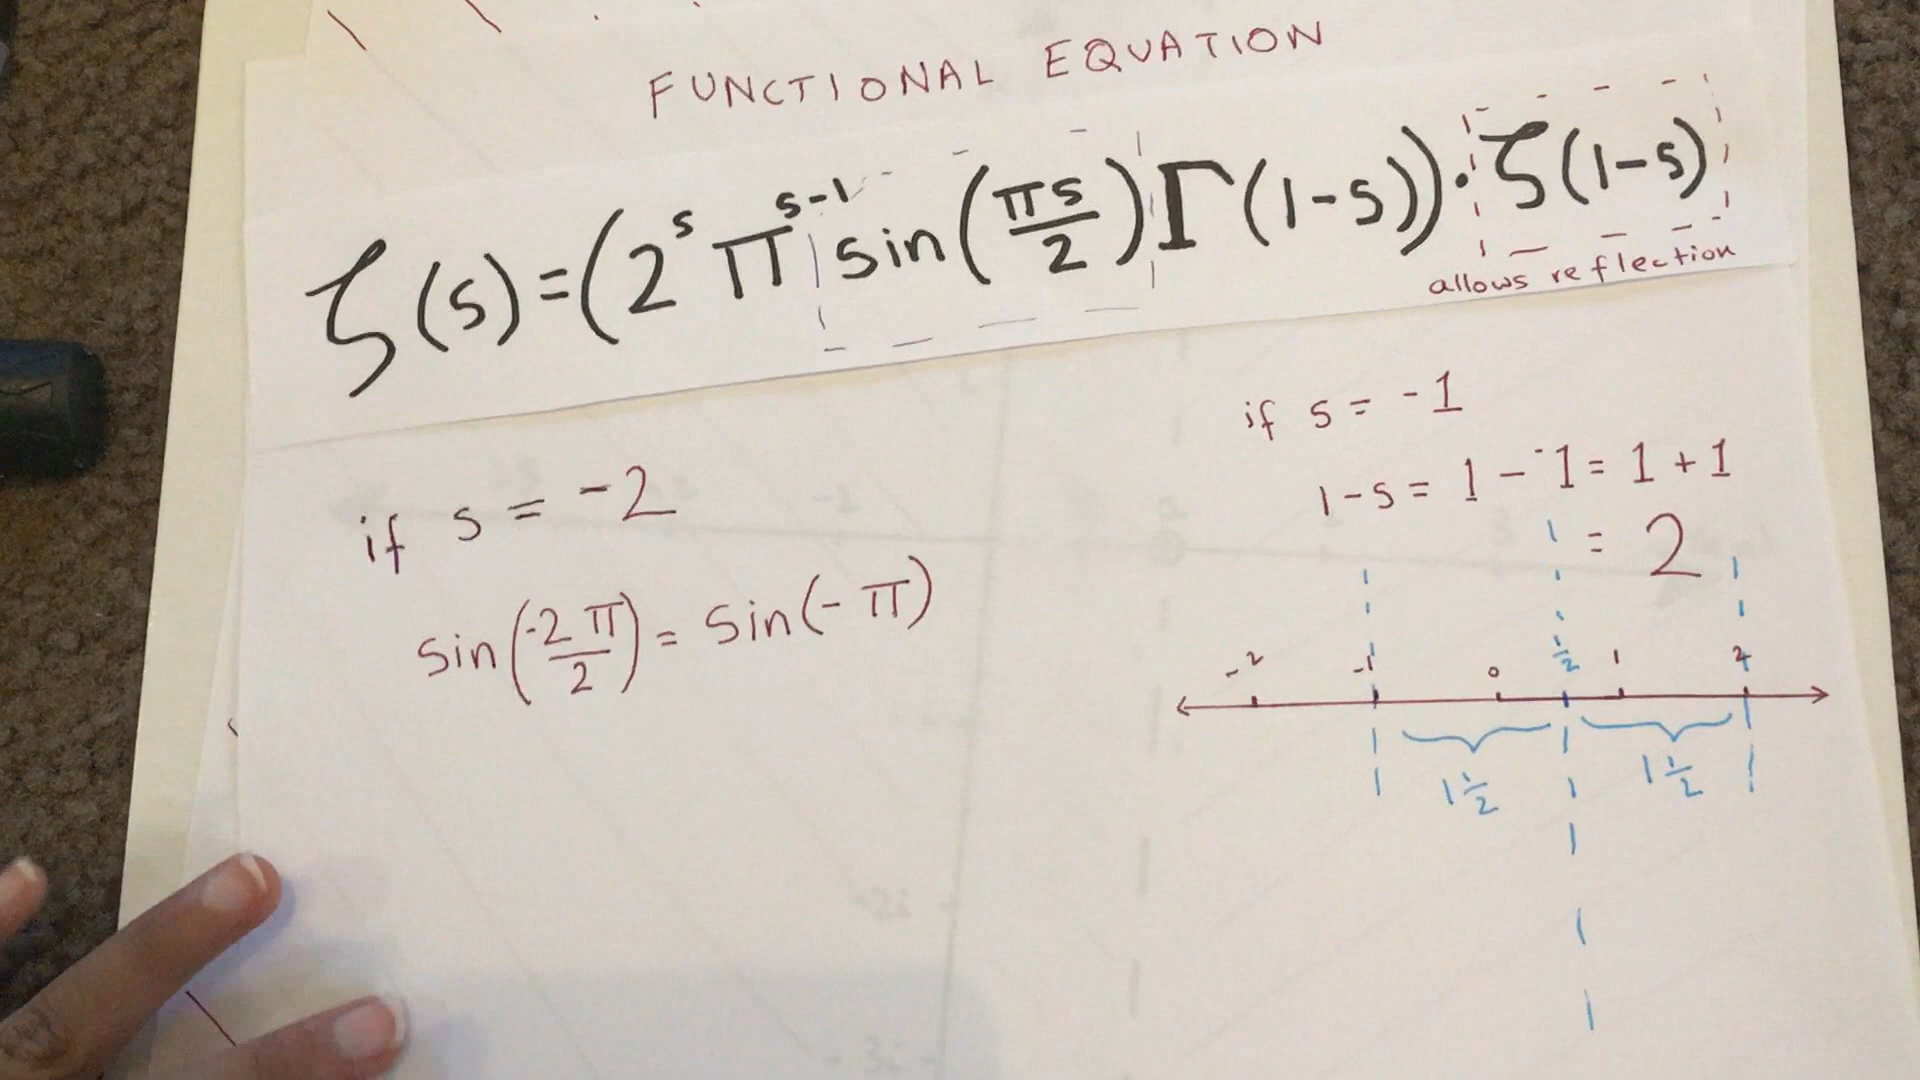 FUNCTIONAL EQUATION
ζ(s)=(2^s π^(s-1) sin(πs/2)Γ(1-s))·ζ(1-s)
allows reflection
if s = -1
1-s = 1 - -1 = 1 + 1
= 2
if s = -2
sin(-2π/2) = sin(-π)
-2 -1 0 1/2 1 2
1 1/2 1 1/2
-2i
-3i